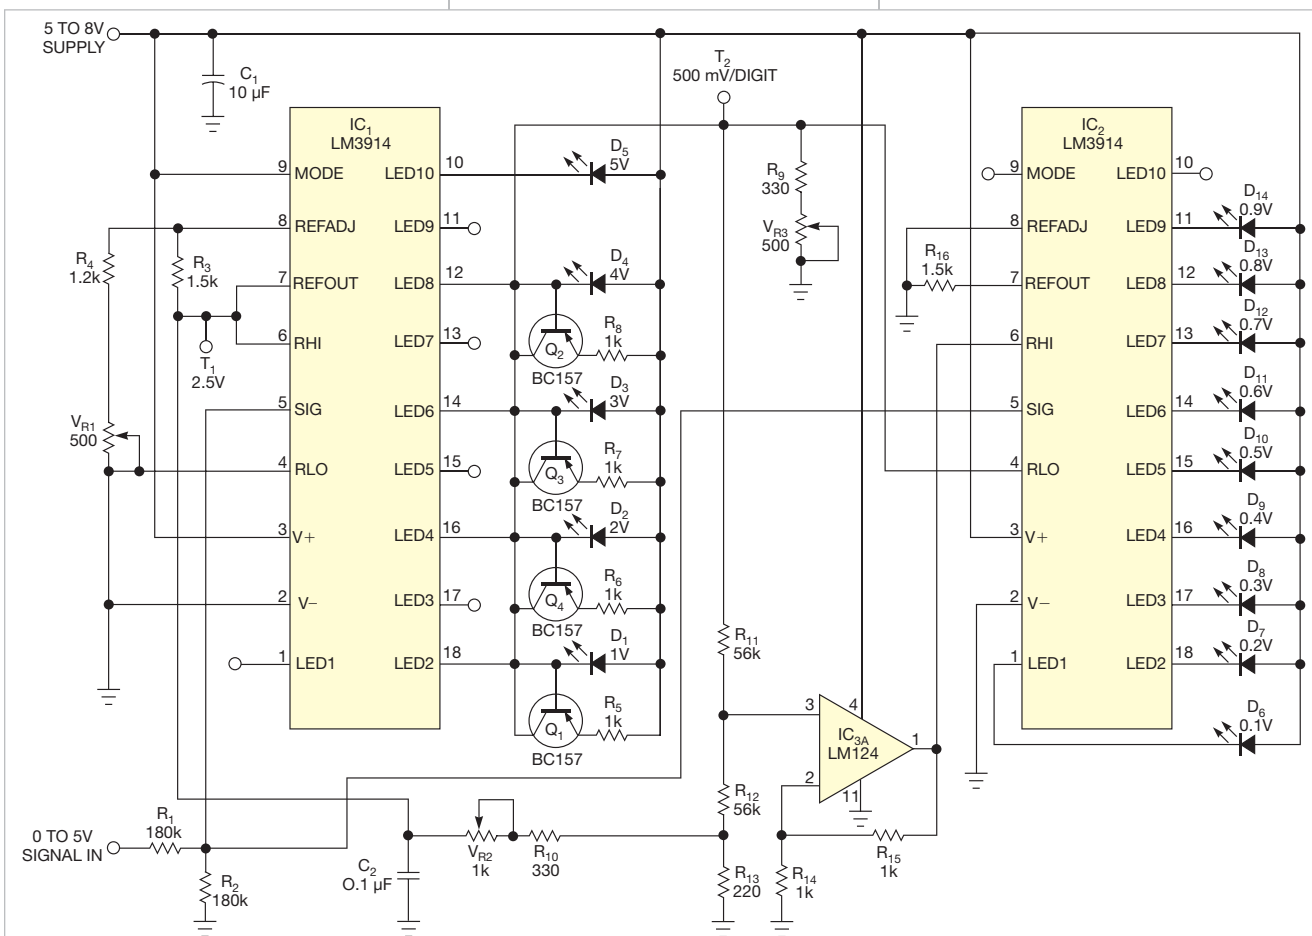 5 TO 8V
SUPPLY
C1
10 µF
IC1
LM3914
9
MODE
8
REFADJ
7
REFOUT
6
RHI
5
SIG
4
RLO
3
V+
2
V−
1
LED1
LED10
10
LED9
11
LED8
12
LED7
13
LED6
14
LED5
15
LED4
16
LED3
17
LED2
18
R4
1.2k
R3
1.5k
T1
2.5V
VR1
500
D5
5V
D4
4V
R8
1k
Q2
BC157
D3
3V
R7
1k
Q3
BC157
D2
2V
R6
1k
Q4
BC157
D1
1V
R5
1k
Q1
BC157
T2
500 mV/DIGIT
R9
330
VR3
500
R11
56k
R12
56k
R13
220
3
4
IC3A
LM124
1
2
11
R15
1k
R14
1k
0 TO 5V
SIGNAL IN
R1
180k
R2
180k
C2
O.1 µF
VR2
1k
R10
330
R16
1.5k
IC2
LM3914
9
MODE
8
REFADJ
7
REFOUT
6
RHI
5
SIG
4
RLO
3
V+
2
V−
1
LED1
LED10
10
LED9
11
LED8
12
LED7
13
LED6
14
LED5
15
LED4
16
LED3
17
LED2
18
D14
0.9V
D13
0.8V
D12
0.7V
D11
0.6V
D10
0.5V
D9
0.4V
D8
0.3V
D7
0.2V
D6
0.1V